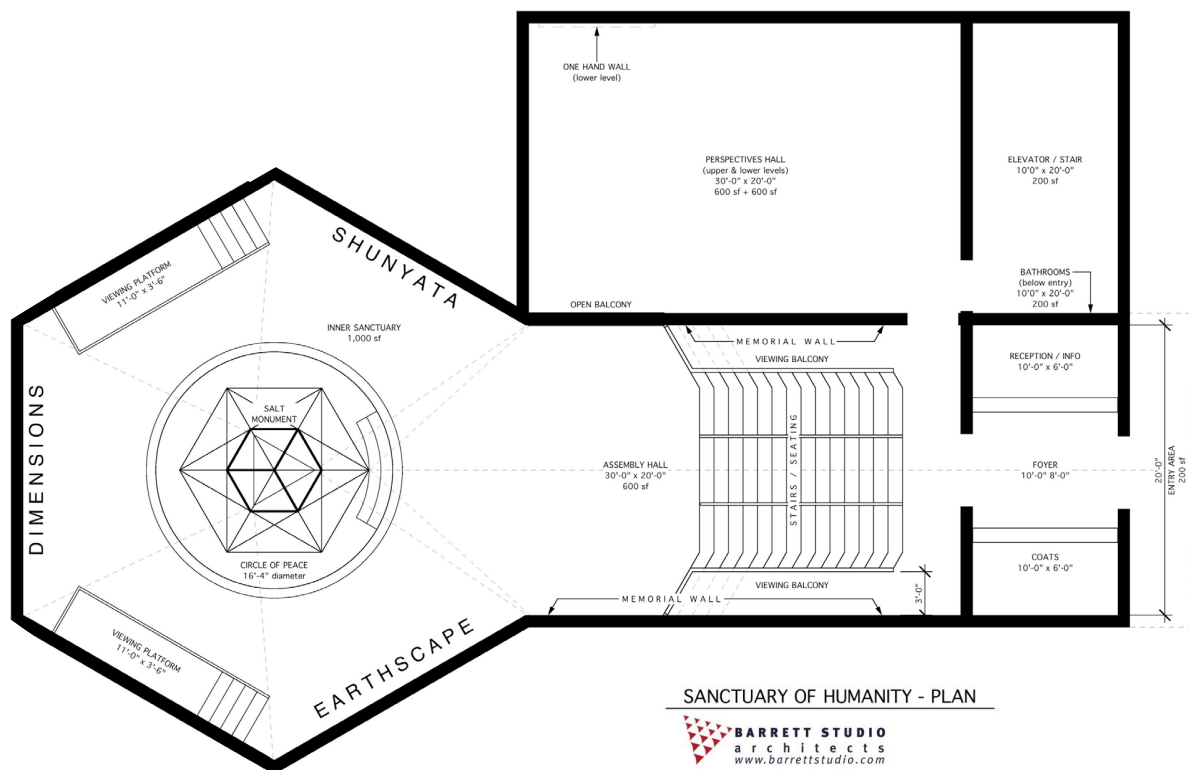 ONE HAND WALL
(lower level)
PERSPECTIVES HALL
(upper & lower levels)
30'-0" x 20'-0"
600 sf + 600 sf
ELEVATOR / STAIR
10'0" x 20'-0"
200 sf
BATHROOMS
(below entry)
10'0" x 20'-0"
200 sf
OPEN BALCONY
SHUNYATA
VIEWING PLATFORM
11'-0" x 3'-6"
INNER SANCTUARY
1,000 sf
MEMORIAL WALL
VIEWING BALCONY
RECEPTION / INFO
10'-0" x 6'-0"
DIMENSIONS
SALT
MONUMENT
ASSEMBLY HALL
30'-0" x 20'-0"
600 sf
STAIRS / SEATING
FOYER
10'-0" 8'-0"
20'-0"
ENTRY AREA
200 sf
CIRCLE OF PEACE
16'-4" diameter
COATS
10'-0" x 6'-0"
VIEWING BALCONY
3'-0"
MEMORIAL WALL
VIEWING PLATFORM
11'-0" x 3'-6"
EARTHSCAPE
SANCTUARY OF HUMANITY - PLAN
BARRETT STUDIO
architects
www.barrettstudio.com